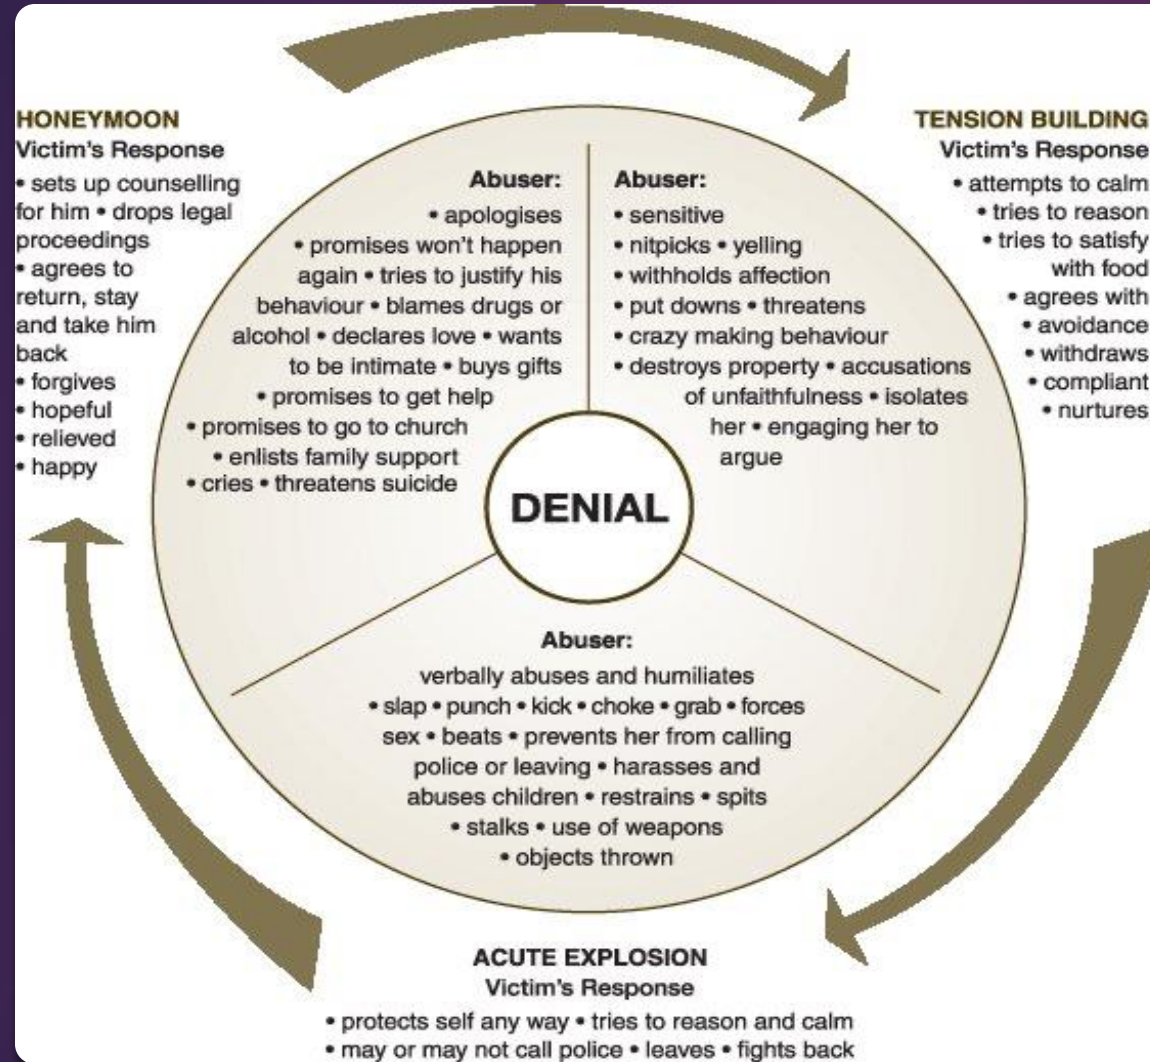 HONEYMOON
Victim's Response
• sets up counselling
for him • drops legal
proceedings
• agrees to
return, stay
and take him
back
• forgives
• hopeful
• relieved
• happy
Abuser:
• apologises
• promises won't happen
again • tries to justify his
behaviour • blames drugs or
alcohol • declares love • wants
to be intimate • buys gifts
• promises to get help
• promises to go to church
• enlists family support
• cries • threatens suicide
Abuser:
• sensitive
• nitpicks • yelling
• withholds affection
• put downs • threatens
• crazy making behaviour
• destroys property • accusations
of unfaithfulness • isolates
her • engaging her to
argue
TENSION BUILDING
Victim's Response
• attempts to calm
• tries to reason
• tries to satisfy
with food
• agrees with
• avoidance
• withdraws
• compliant
• nurtures
DENIAL
Abuser:
verbally abuses and humiliates
• slap • punch • kick • choke • grab • forces
sex • beats • prevents her from calling
police or leaving • harasses and
abuses children • restrains • spits
• stalks • use of weapons
• objects thrown
ACUTE EXPLOSION
Victim's Response
• protects self any way • tries to reason and calm
• may or may not call police • leaves • fights back